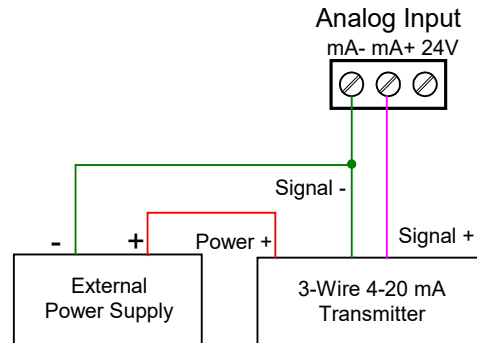 Analog Input
mA- mA+ 24V
Signal -
- + Power + Signal +
External
Power Supply
3-Wire 4-20 mA
Transmitter